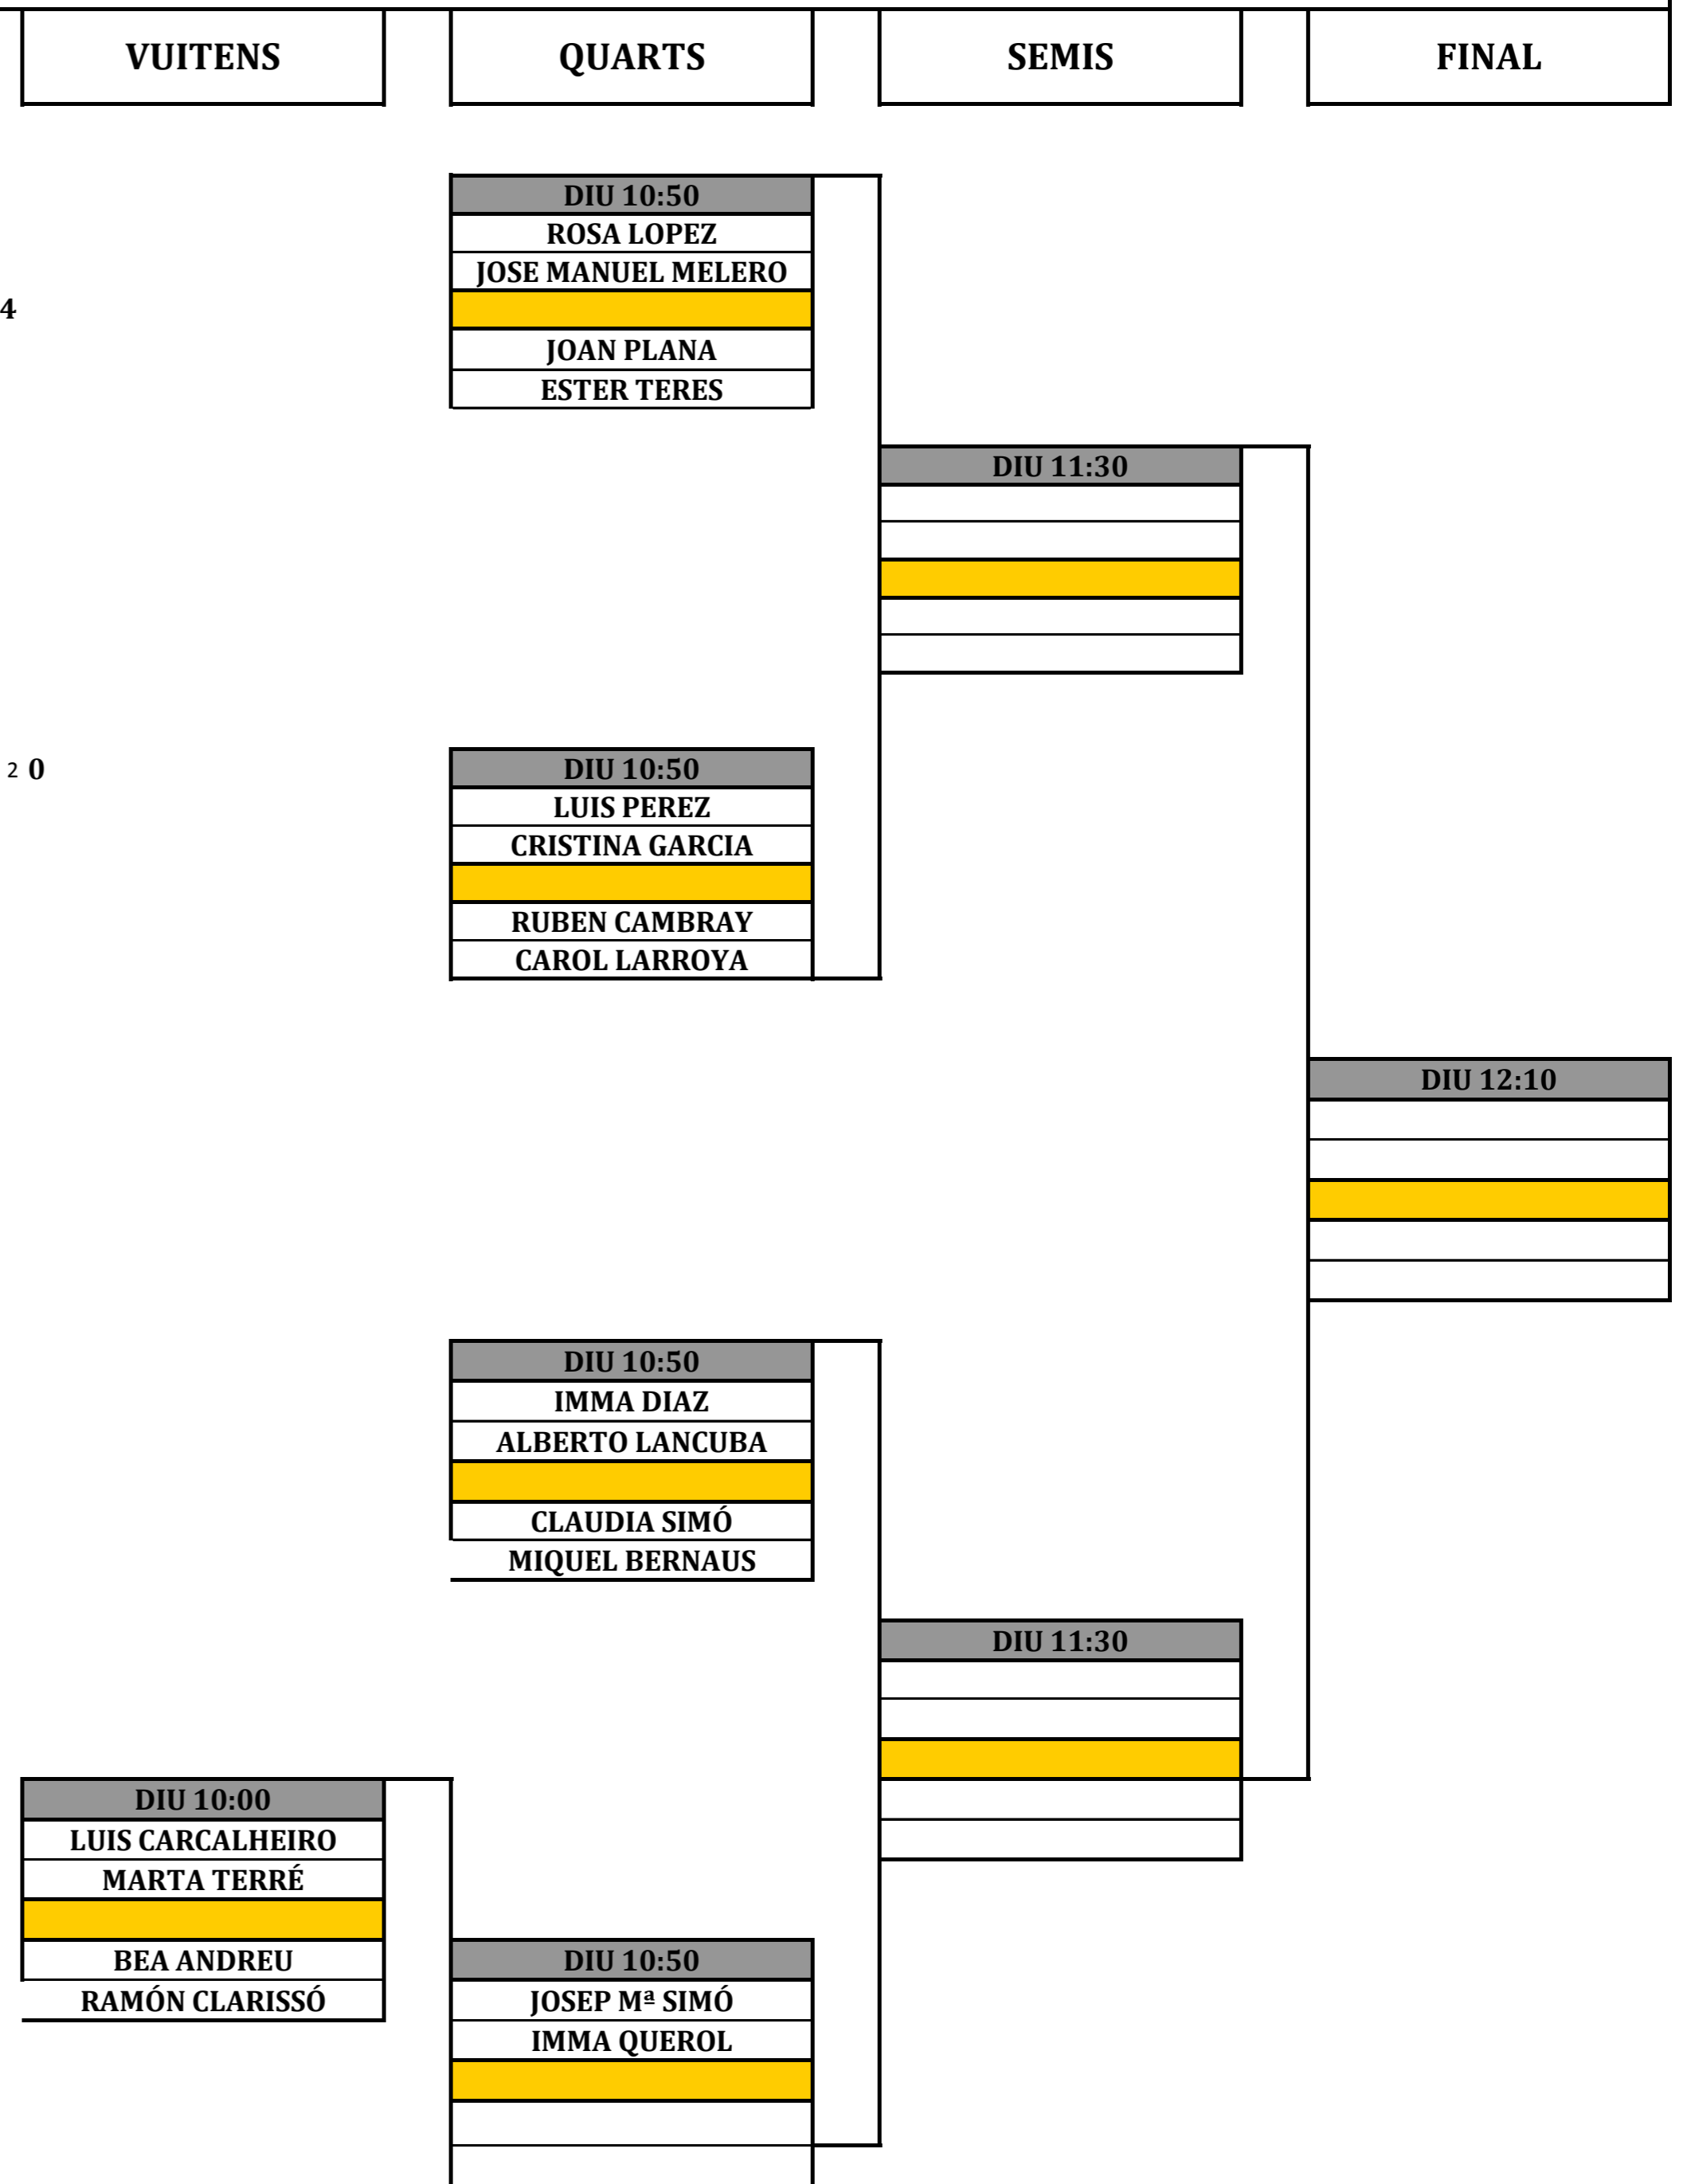 VUITENS
QUARTS
SEMIS
FINAL
DIU 10:50
ROSA LOPEZ
JOSE MANUEL MELERO
4
JOAN PLANA
ESTER TERES
DIU 11:30
2 0
DIU 10:50
LUIS PEREZ
CRISTINA GARCIA
RUBEN CAMBRAY
CAROL LARROYA
DIU 12:10
DIU 10:50
IMMA DIAZ
ALBERTO LANCUBA
CLAUDIA SIMÓ
MIQUEL BERNAUS
DIU 11:30
DIU 10:00
LUIS CARCALHEIRO
MARTA TERRÉ
BEA ANDREU
RAMÓN CLARISSÓ
DIU 10:50
JOSEP Mª SIMÓ
IMMA QUEROL